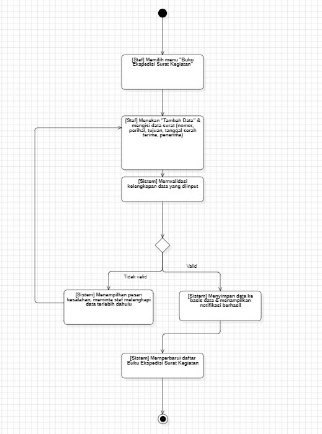 [Staf] Memilih menu "Buku
Ekspedisi Surat Kegiatan"
[Staf] Menekan "Tambah Data" &
mengisi data surat (nomor,
perihal, tujuan, tanggal serah
terima, penerima)
[Sistem] Memvalidasi
kelengkapan data yang diinput
Tidak valid
Valid
[Sistem] Menampilkan pesan
kesalahan, meminta staf melengkapi
data terlebih dahulu
[Sistem] Menyimpan data ke
basis data & menampilkan
notifikasi berhasil
[Sistem] Memperbarui daftar
Buku Ekspedisi Surat Kegiatan